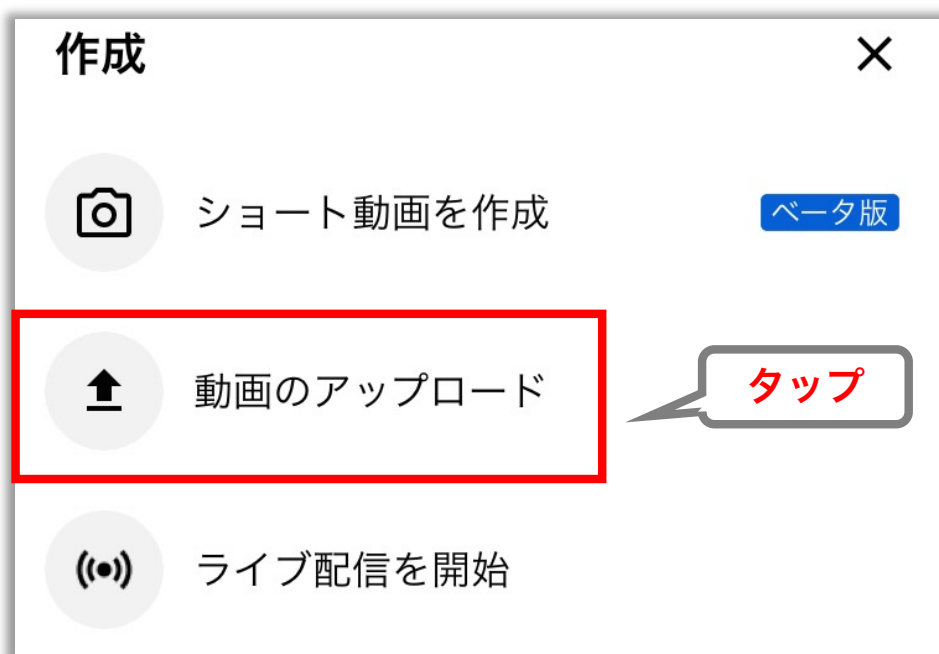 作成
ショート動画を作成
ベータ版
動画のアップロード
タップ
ライブ配信を開始